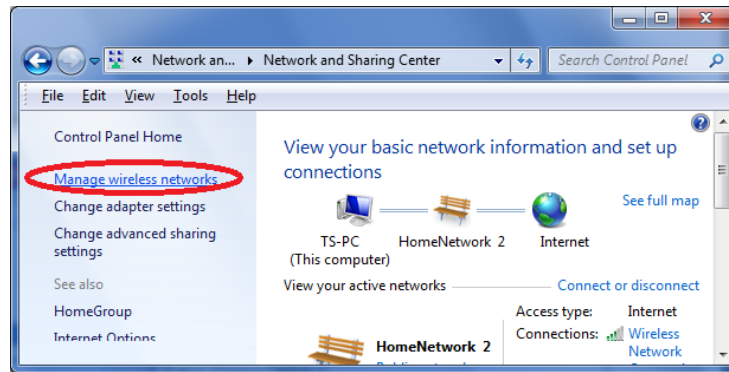 « Network an... ▸ Network and Sharing Center
Search Control Panel
File Edit View Tools Help
Control Panel Home
Manage wireless networks
Change adapter settings
Change advanced sharing
settings
See also
HomeGroup
Internet Options
View your basic network information and set up
connections
See full map
TS-PC
(This computer)
HomeNetwork 2
Internet
View your active networks
Connect or disconnect
HomeNetwork 2
Access type: Internet
Connections: Wireless
Network